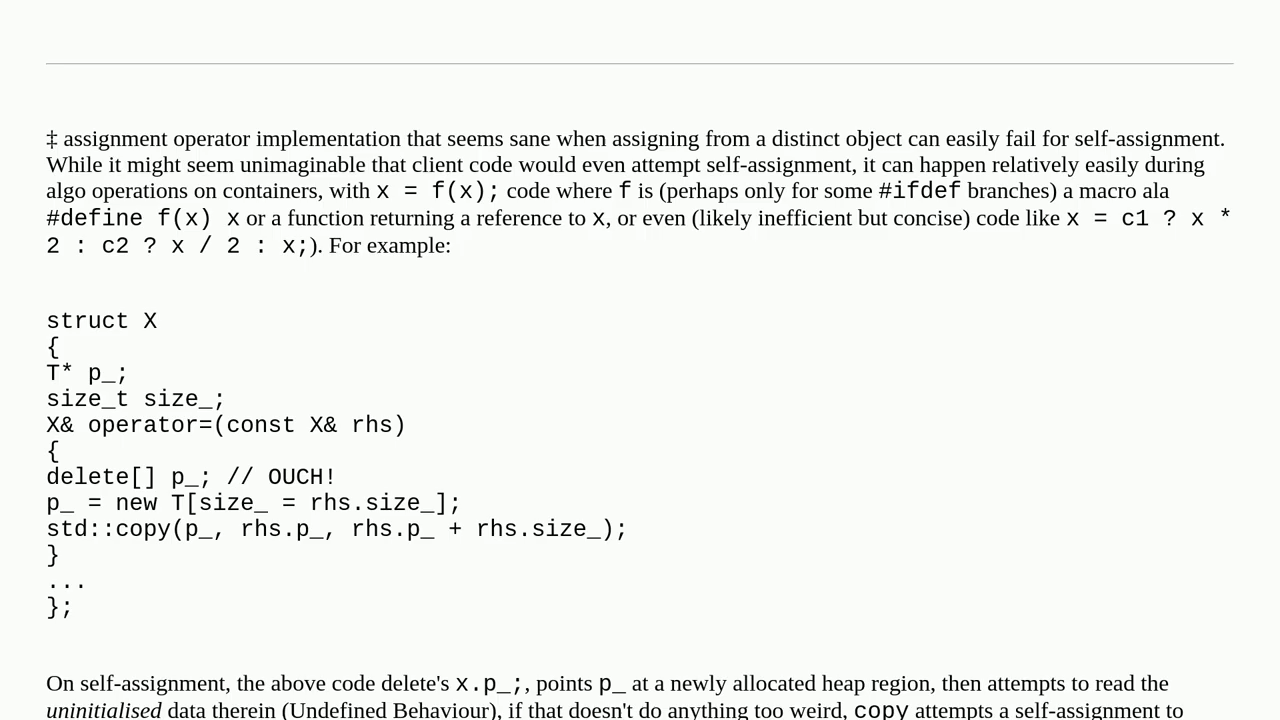 ‡ assignment operator implementation that seems sane when assigning from a distinct object can easily fail for self-assignment.
While it might seem unimaginable that client code would even attempt self-assignment, it can happen relatively easily during
algo operations on containers, with x = f(x); code where f is (perhaps only for some #ifdef branches) a macro ala
#define f(x) x or a function returning a reference to x, or even (likely inefficient but concise) code like x = c1 ? x *
2 : c2 ? x / 2 : x;). For example:
struct X
{
T* p_;
size_t size_;
X& operator=(const X& rhs)
{
delete[] p_; // OUCH!
p_ = new T[size_ = rhs.size_];
std::copy(p_, rhs.p_, rhs.p_ + rhs.size_);
}
...
};
On self-assignment, the above code delete's x.p_;, points p_ at a newly allocated heap region, then attempts to read the
uninitialised data therein (Undefined Behaviour), if that doesn't do anything too weird, copy attempts a self-assignment to